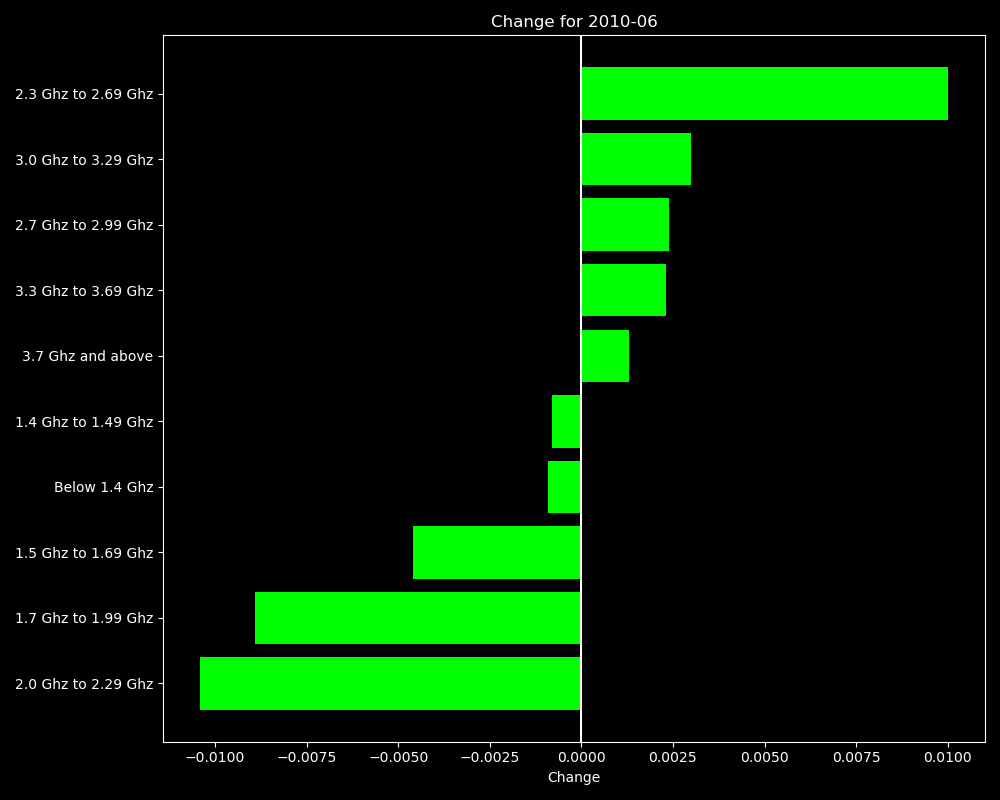 Change for 2010-06
2.3 Ghz to 2.69 Ghz
3.0 Ghz to 3.29 Ghz
2.7 Ghz to 2.99 Ghz
3.3 Ghz to 3.69 Ghz
3.7 Ghz and above
1.4 Ghz to 1.49 Ghz
Below 1.4 Ghz
1.5 Ghz to 1.69 Ghz
1.7 Ghz to 1.99 Ghz
2.0 Ghz to 2.29 Ghz
−0.0100 −0.0075 −0.0050 −0.0025 0.0000 0.0025 0.0050 0.0075 0.0100
Change